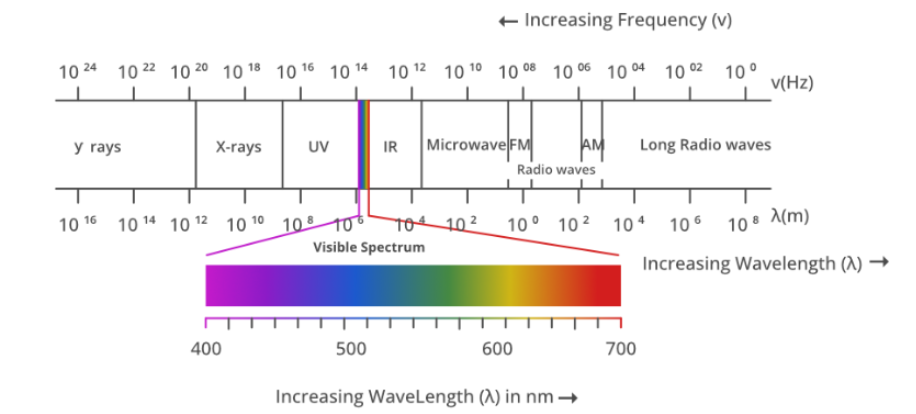 ← Increasing Frequency (v)
10 24 10 22 10 20 10 18 10 16 10 14 10 12 10 10 10 08 10 06 10 04 10 02 10 0 v(Hz)
y rays X-rays UV IR Microwave FM AM Long Radio waves
Radio waves
10 16 10 14 10 12 10 10 10 8 10 6 10 4 10 2 10 0 10 2 10 4 10 6 10 8 λ(m)
Visible Spectrum
Increasing Wavelength (λ) →
400 500 600 700
Increasing WaveLength (λ) in nm →